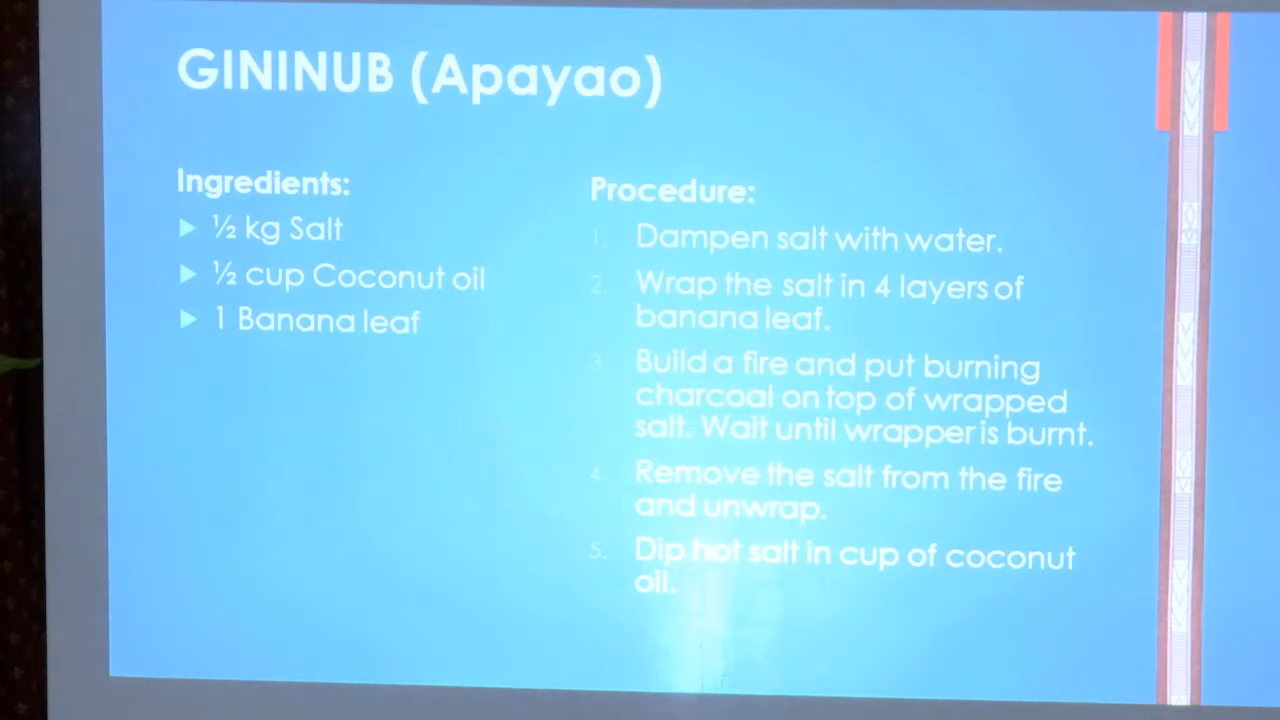 GININUB (Apayao)
Ingredients:
½ kg Salt
½ cup Coconut oil
1 Banana leaf
Procedure:
1. Dampen salt with water.
2. Wrap the salt in 4 layers of
banana leaf.
3. Build a fire and put burning
charcoal on top of wrapped
salt. Wait until wrapper is burnt.
4. Remove the salt from the fire
and unwrap.
5. Dip hot salt in cup of coconut
oil.